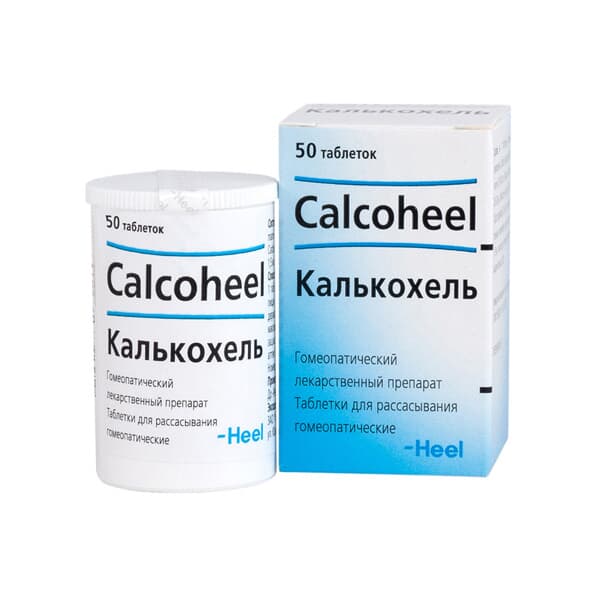 -Heel
50 таблеток
Calcoheel
Калькохель
Гомеопатический
лекарственный препарат
Таблетки для рассасывания
гомеопатические
-Heel
Калькохель
50 таблеток
Calcoheel
Калькохель
Гомеопатический
лекарственный препарат
Таблетки для рассасывания
гомеопатические
-Heel